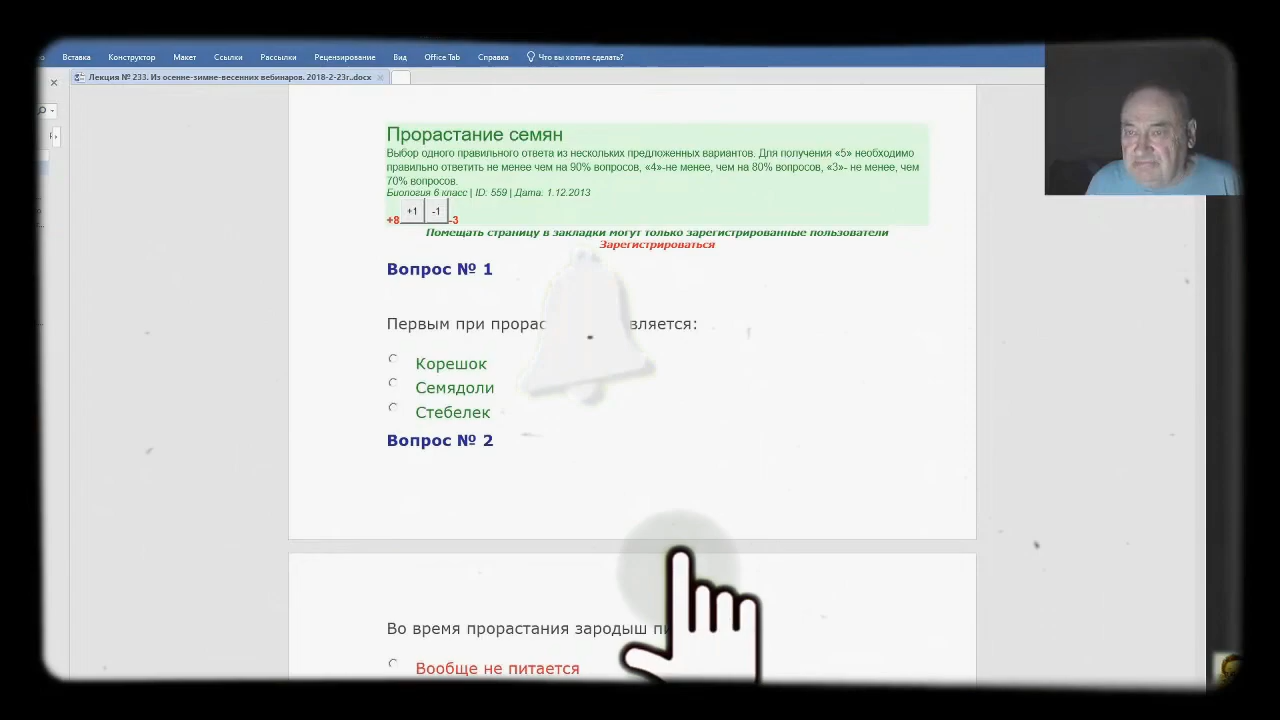 Вставка Конструктор Макет Ссылки Рассылки Рецензирование Вид Office Tab Справка Что вы хотите сделать?
Лекция № 233. Из осенне-зимне-весенних вебинаров. 2018-2-23г..docx
Прорастание семян
Выбор одного правильного ответа из нескольких предложенных вариантов. Для получения «5» необходимо
правильно ответить не менее чем на 90% вопросов, «4»-не менее, чем на 80% вопросов, «3»- не менее, чем
70% вопросов.
Биология 6 класс | ID: 559 | Дата: 1.12.2013
+8 +1 -1 -3
Помещать страницу в закладки могут только зарегистрированные пользователи
Зарегистрироваться
Вопрос № 1
Первым при
Корешок
Семядоли
Стебелек
Вопрос № 2
Во время прорастания зародыш
Вообще не питается